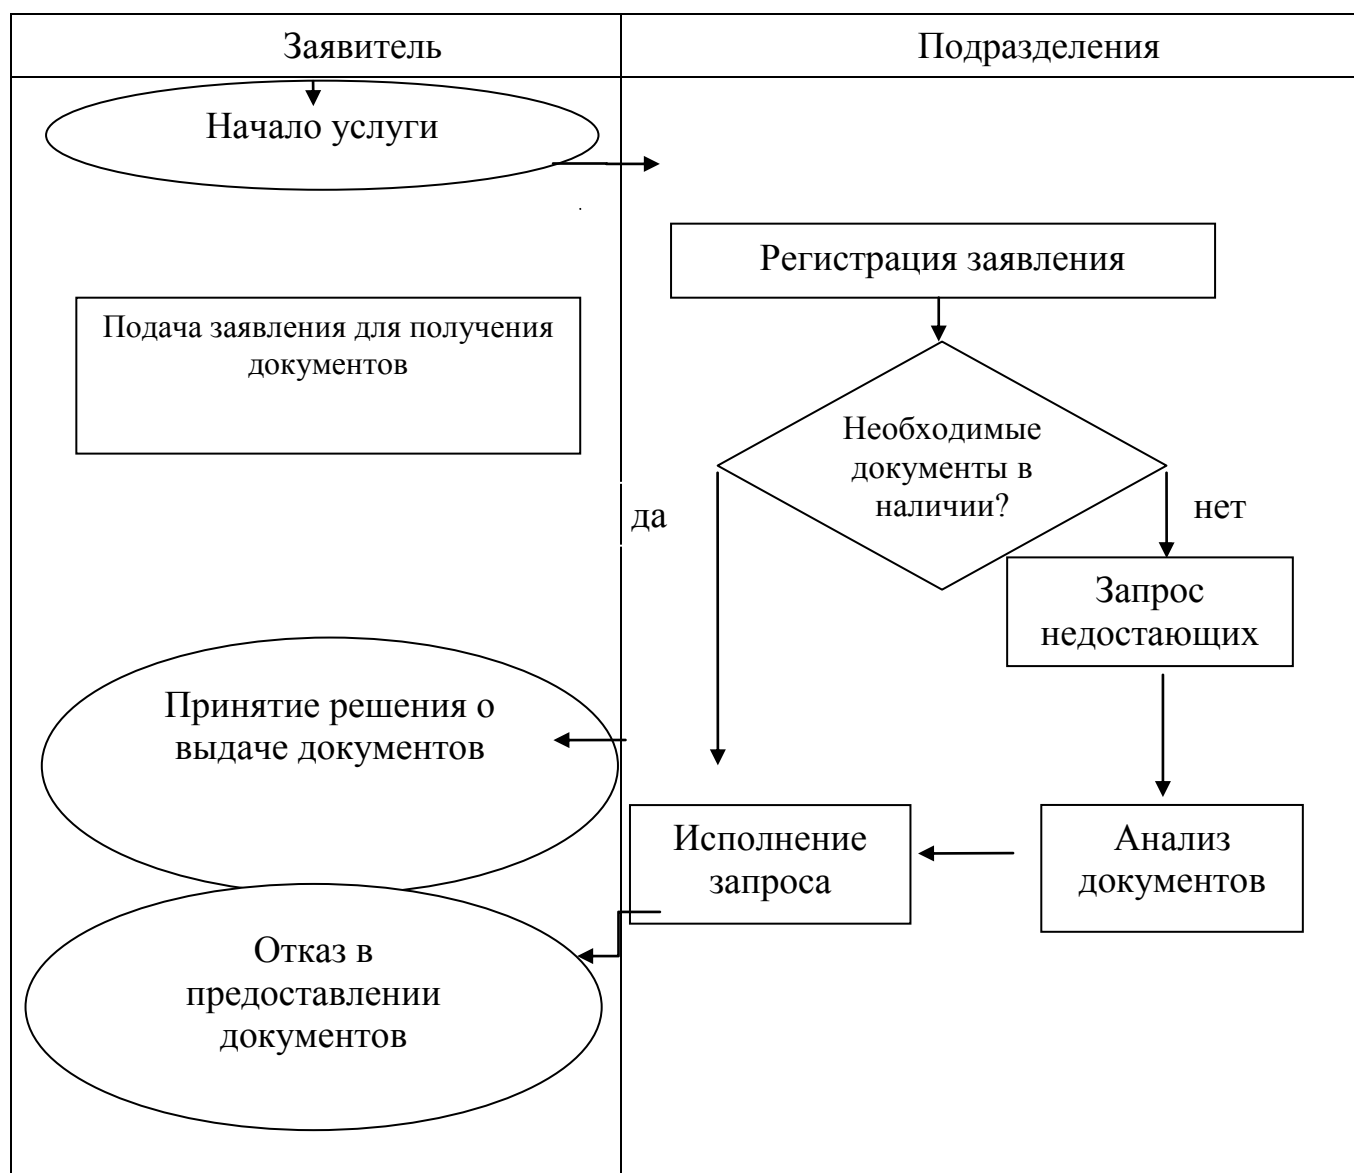 Заявитель
Подразделения
Начало услуги
Регистрация заявления
Подача заявления для получения
документов
Необходимые
документы в
наличии?
да
нет
Запрос
недостающих
Принятие решения о
выдаче документов
Исполнение
запроса
Анализ
документов
Отказ в
предоставлении
документов